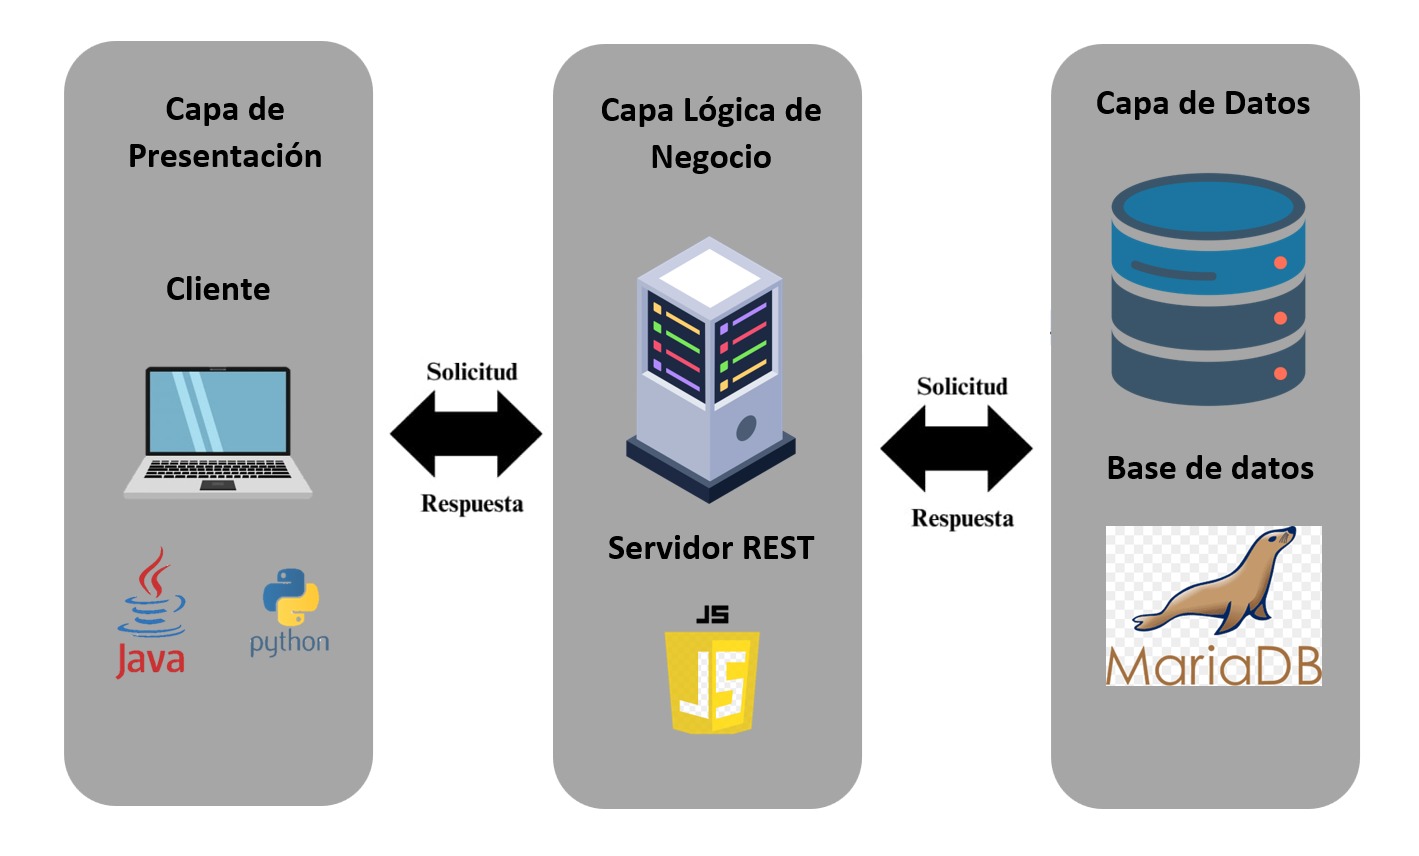 Capa de
Presentación
Cliente
Java
python
Solicitud
Respuesta
Capa Lógica de
Negocio
Servidor REST
JS
JS
Solicitud
Respuesta
Capa de Datos
Base de datos
MariaDB